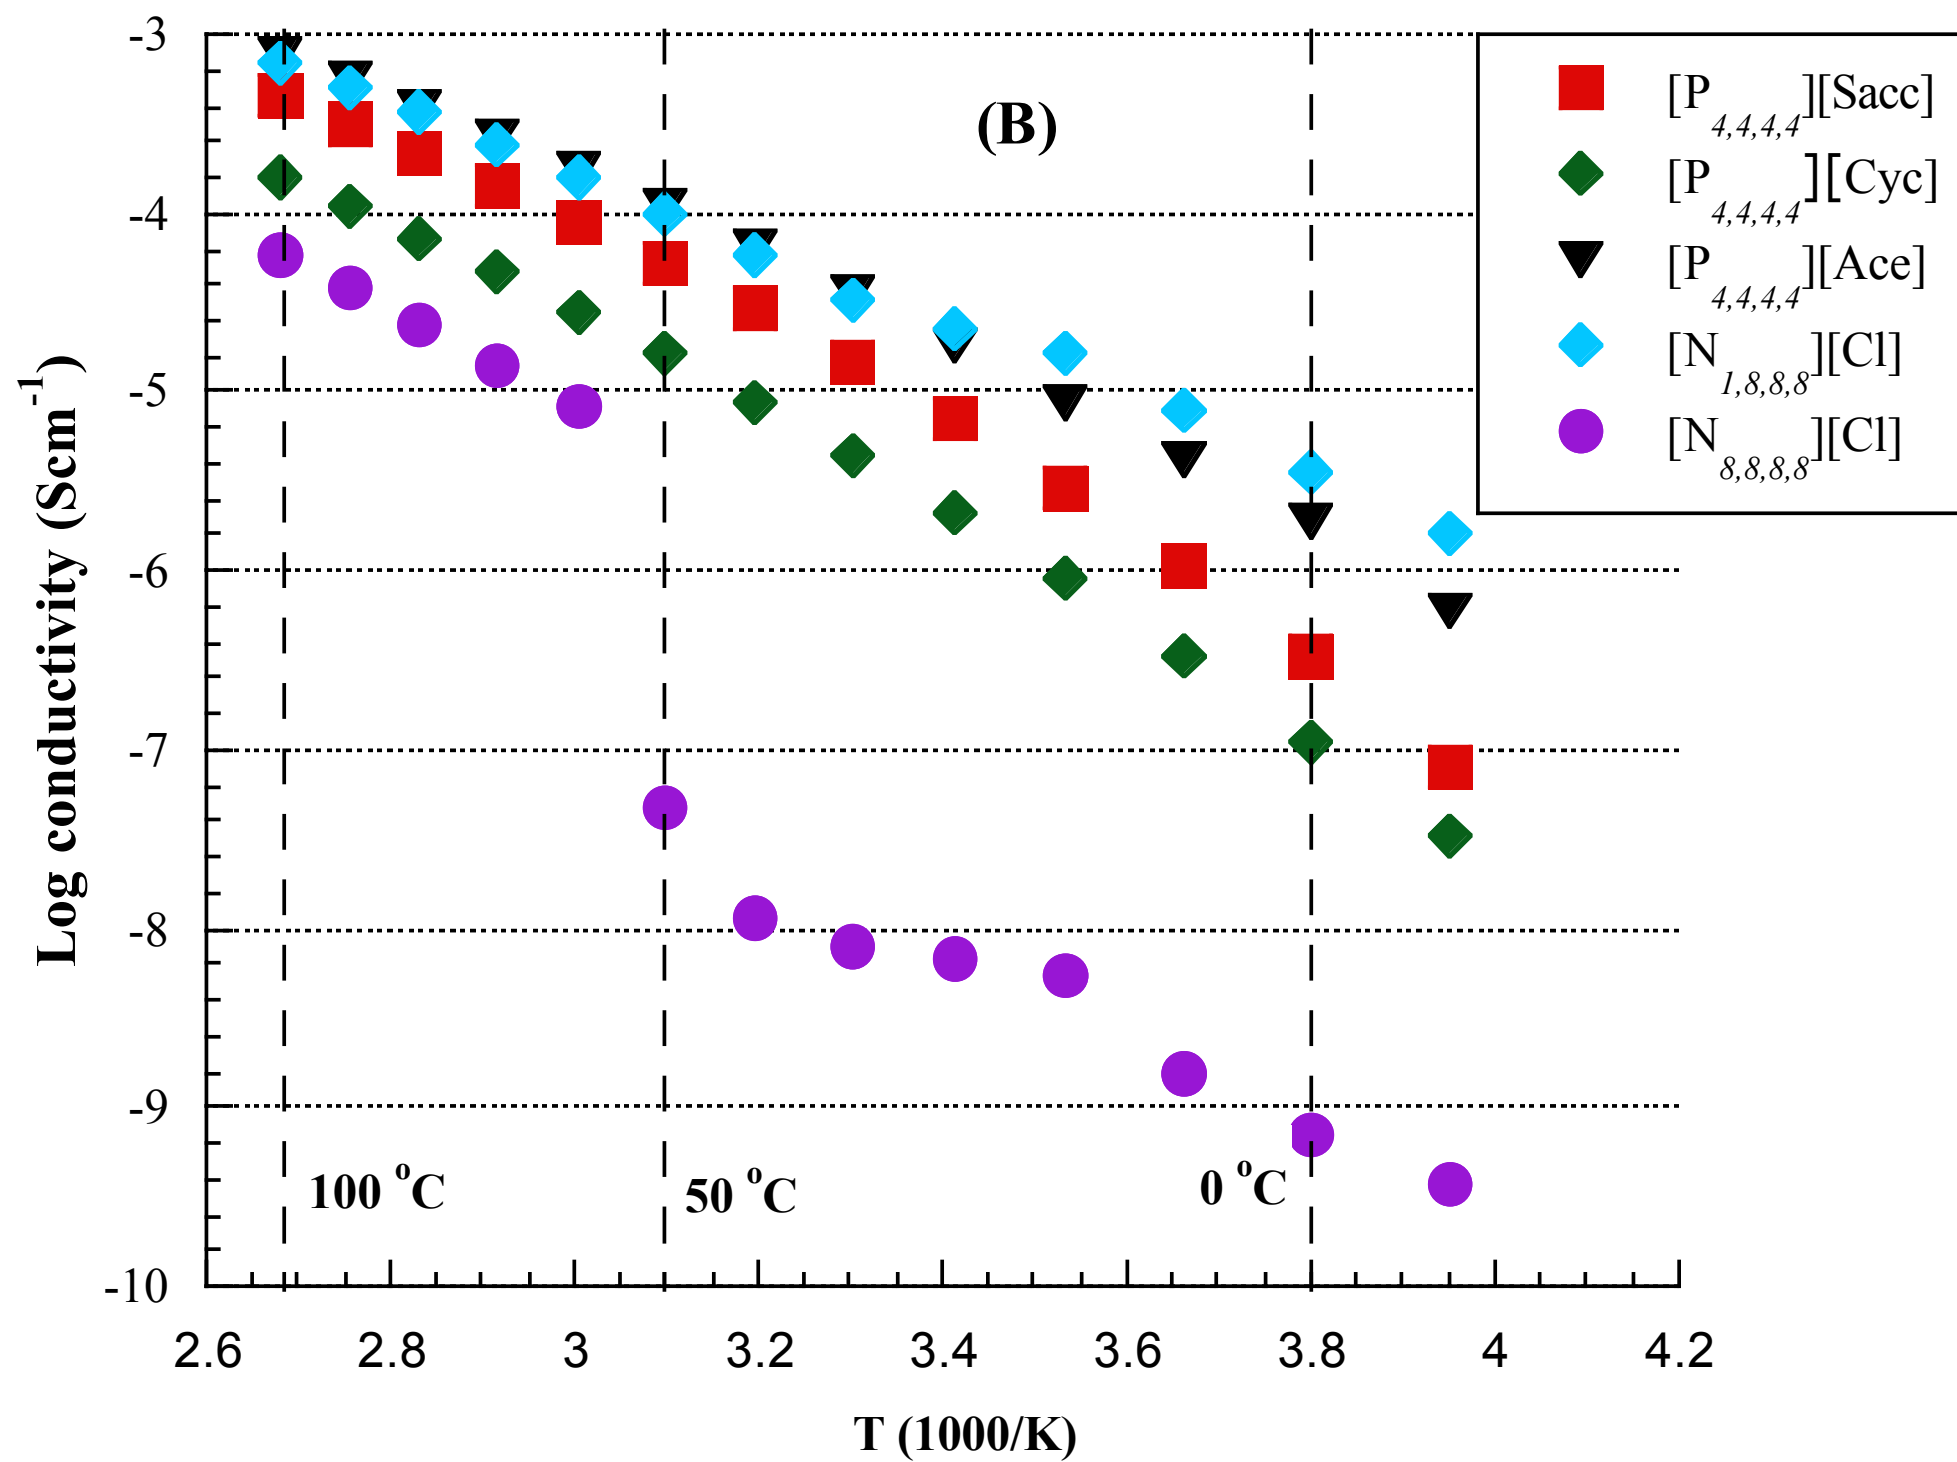 Log conductivity (Scm-1)
-3
-4
-5
-6
-7
-8
-9
-10
(B)
[P4,4,4,4][Sacc]
[P4,4,4,4][Cyc]
[P4,4,4,4][Ace]
[N1,8,8,8][Cl]
[N8,8,8,8][Cl]
100 oC
50 oC
0 oC
2.6 2.8 3 3.2 3.4 3.6 3.8 4 4.2
T (1000/K)